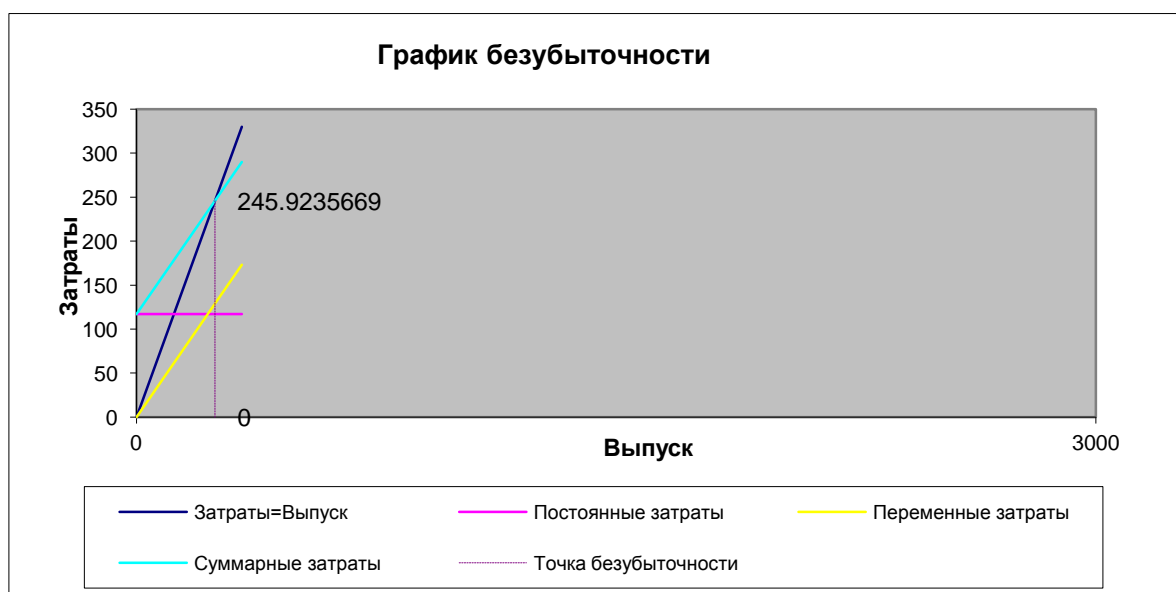 График безубыточности
Затраты
350
300
250
200
150
100
50
0
245.9235669
0
0
3000
Выпуск
Затраты=Выпуск
Постоянные затраты
Переменные затраты
Суммарные затраты
Точка безубыточности